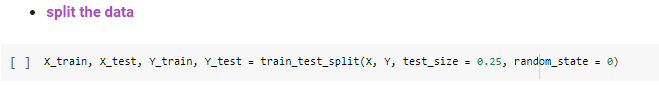 • split the data
[ ] X_train, X_test, Y_train, Y_test = train_test_split(X, Y, test_size = 0.25, random_state = 0)